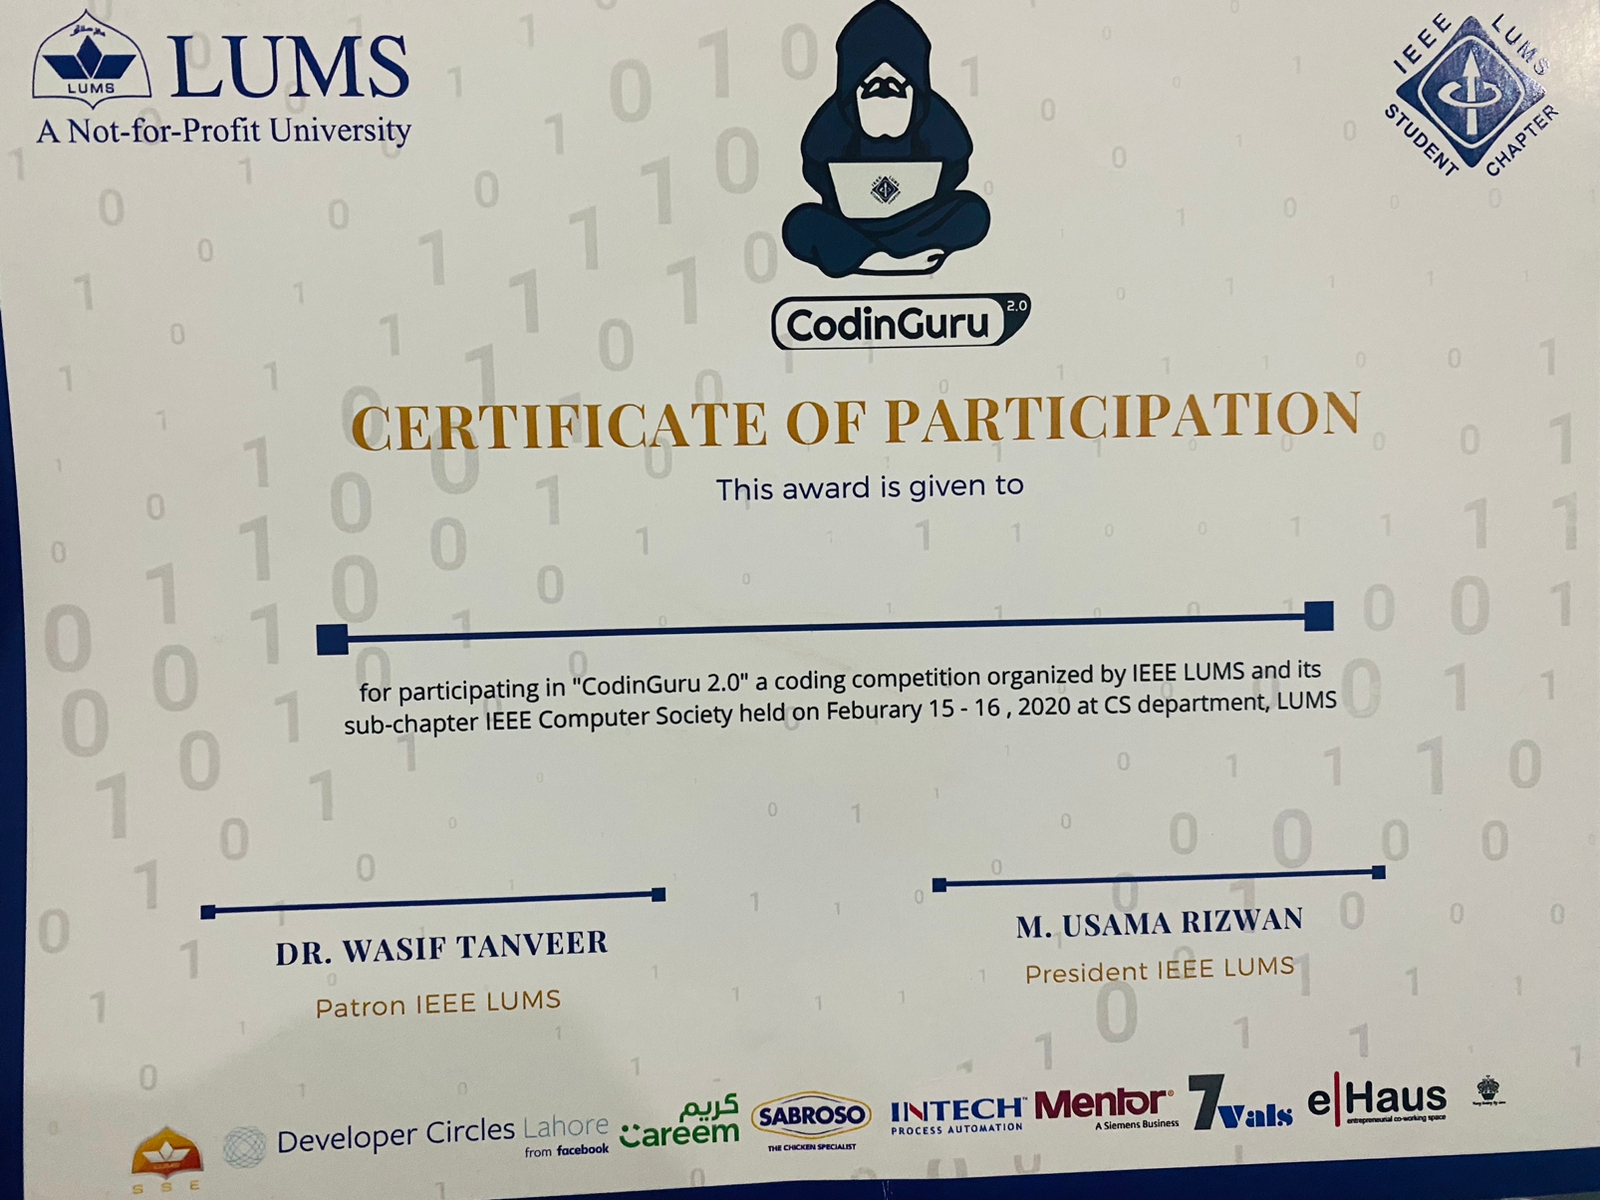 LUMS
LUMS
A Not-for-Profit University
IEEE LUMS
STUDENT CHAPTER
CodinGuru 2.0
CERTIFICATE OF PARTICIPATION
This award is given to
for participating in "CodinGuru 2.0" a coding competition organized by IEEE LUMS and its
sub-chapter IEEE Computer Society held on Feburary 15 - 16 , 2020 at CS department, LUMS
DR. WASIF TANVEER
Patron IEEE LUMS
M. USAMA RIZWAN
President IEEE LUMS
LUMS
S S E
Developer Circles Lahore
from facebook
كريم
Careem
SABROSO
THE CHICKEN SPECIALIST
INTECH™
PROCESS AUTOMATION
Mentor®
A Siemens Business
7Vals
e|Haus
entrepreneurial co-working space